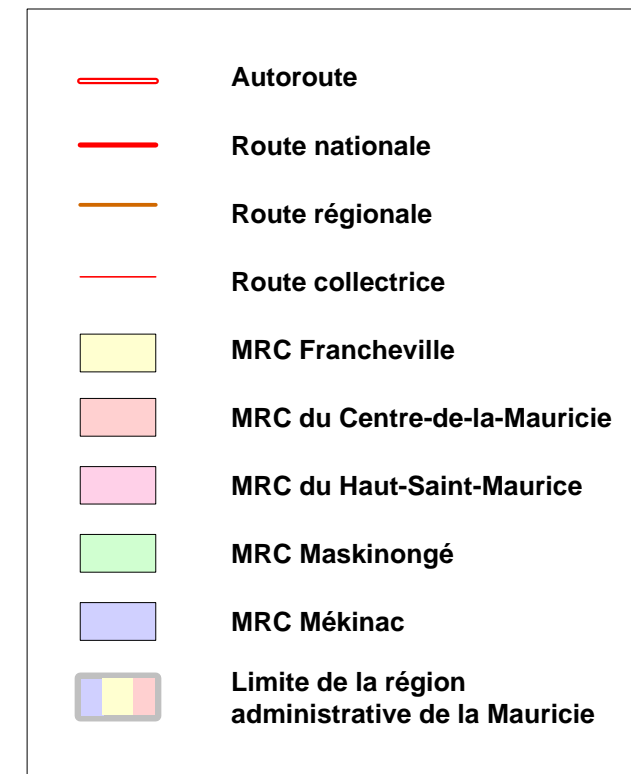 Autoroute
Route nationale
Route régionale
Route collectrice
MRC Francheville
MRC du Centre-de-la-Mauricie
MRC du Haut-Saint-Maurice
MRC Maskinongé
MRC Mékinac
Limite de la région
administrative de la Mauricie